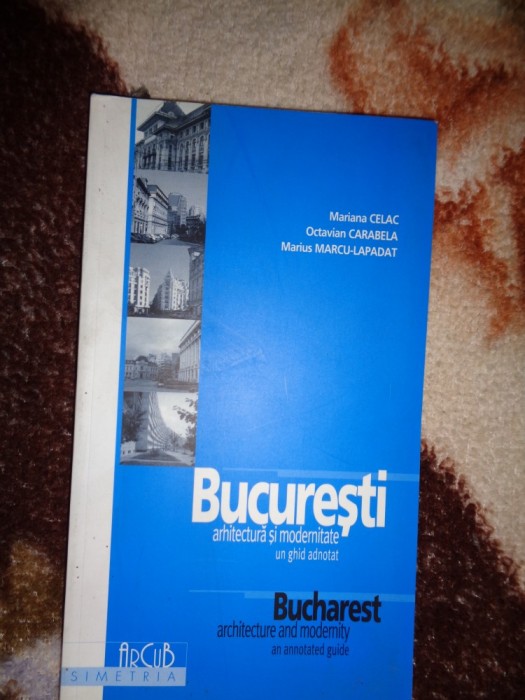 Mariana CELAC
Octavian CARABELA
Marius MARCU-LAPADAT
București
arhitectură și modernitate
un ghid adnotat
Bucharest
architecture and modernity
an annotated guide
ARCUB
SIMETRIA